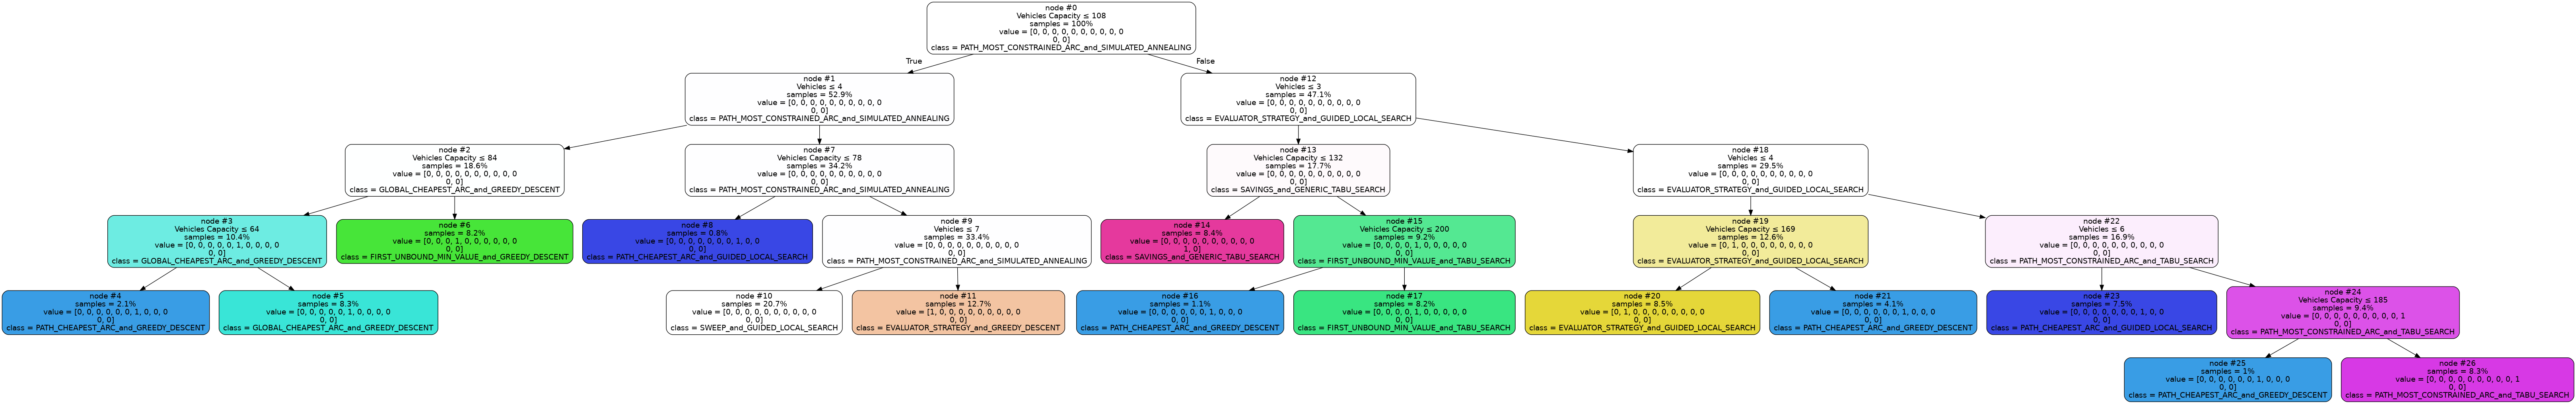 node #0
Vehicles Capacity ≤ 108
samples = 100%
value = [0, 0, 0, 0, 0, 0, 0, 0, 0, 0
0, 0]
class = PATH_MOST_CONSTRAINED_ARC_and_SIMULATED_ANNEALING
True
False
node #1
Vehicles ≤ 4
samples = 52.9%
value = [0, 0, 0, 0, 0, 0, 0, 0, 0, 0
0, 0]
class = PATH_MOST_CONSTRAINED_ARC_and_SIMULATED_ANNEALING
node #12
Vehicles ≤ 3
samples = 47.1%
value = [0, 0, 0, 0, 0, 0, 0, 0, 0, 0
0, 0]
class = EVALUATOR_STRATEGY_and_GUIDED_LOCAL_SEARCH
node #2
Vehicles Capacity ≤ 84
samples = 18.6%
value = [0, 0, 0, 0, 0, 0, 0, 0, 0, 0
0, 0]
class = GLOBAL_CHEAPEST_ARC_and_GREEDY_DESCENT
node #7
Vehicles Capacity ≤ 78
samples = 34.2%
value = [0, 0, 0, 0, 0, 0, 0, 0, 0, 0
0, 0]
class = PATH_MOST_CONSTRAINED_ARC_and_SIMULATED_ANNEALING
node #13
Vehicles Capacity ≤ 132
samples = 17.7%
value = [0, 0, 0, 0, 0, 0, 0, 0, 0, 0
0, 0]
class = SAVINGS_and_GENERIC_TABU_SEARCH
node #18
Vehicles ≤ 4
samples = 29.5%
value = [0, 0, 0, 0, 0, 0, 0, 0, 0, 0
0, 0]
class = EVALUATOR_STRATEGY_and_GUIDED_LOCAL_SEARCH
node #3
Vehicles Capacity ≤ 64
samples = 10.4%
value = [0, 0, 0, 0, 0, 1, 0, 0, 0, 0
0, 0]
class = GLOBAL_CHEAPEST_ARC_and_GREEDY_DESCENT
node #6
samples = 8.2%
value = [0, 0, 0, 1, 0, 0, 0, 0, 0, 0
0, 0]
class = FIRST_UNBOUND_MIN_VALUE_and_GREEDY_DESCENT
node #8
samples = 0.8%
value = [0, 0, 0, 0, 0, 0, 0, 1, 0, 0
0, 0]
class = PATH_CHEAPEST_ARC_and_GUIDED_LOCAL_SEARCH
node #9
Vehicles ≤ 7
samples = 33.4%
value = [0, 0, 0, 0, 0, 0, 0, 0, 0, 0
0, 0]
class = PATH_MOST_CONSTRAINED_ARC_and_SIMULATED_ANNEALING
node #14
samples = 8.4%
value = [0, 0, 0, 0, 0, 0, 0, 0, 0, 0
1, 0]
class = SAVINGS_and_GENERIC_TABU_SEARCH
node #15
Vehicles Capacity ≤ 200
samples = 9.2%
value = [0, 0, 0, 0, 1, 0, 0, 0, 0, 0
0, 0]
class = FIRST_UNBOUND_MIN_VALUE_and_TABU_SEARCH
node #19
Vehicles Capacity ≤ 169
samples = 12.6%
value = [0, 1, 0, 0, 0, 0, 0, 0, 0, 0
0, 0]
class = EVALUATOR_STRATEGY_and_GUIDED_LOCAL_SEARCH
node #22
Vehicles ≤ 6
samples = 16.9%
value = [0, 0, 0, 0, 0, 0, 0, 0, 0, 0
0, 0]
class = PATH_MOST_CONSTRAINED_ARC_and_TABU_SEARCH
node #4
samples = 2.1%
value = [0, 0, 0, 0, 0, 0, 1, 0, 0, 0
0, 0]
class = PATH_CHEAPEST_ARC_and_GREEDY_DESCENT
node #5
samples = 8.3%
value = [0, 0, 0, 0, 0, 1, 0, 0, 0, 0
0, 0]
class = GLOBAL_CHEAPEST_ARC_and_GREEDY_DESCENT
node #10
samples = 20.7%
value = [0, 0, 0, 0, 0, 0, 0, 0, 0, 0
0, 0]
class = SWEEP_and_GUIDED_LOCAL_SEARCH
node #11
samples = 12.7%
value = [1, 0, 0, 0, 0, 0, 0, 0, 0, 0
0, 0]
class = EVALUATOR_STRATEGY_and_GREEDY_DESCENT
node #16
samples = 1.1%
value = [0, 0, 0, 0, 0, 0, 1, 0, 0, 0
0, 0]
class = PATH_CHEAPEST_ARC_and_GREEDY_DESCENT
node #17
samples = 8.2%
value = [0, 0, 0, 0, 1, 0, 0, 0, 0, 0
0, 0]
class = FIRST_UNBOUND_MIN_VALUE_and_TABU_SEARCH
node #20
samples = 8.5%
value = [0, 1, 0, 0, 0, 0, 0, 0, 0, 0
0, 0]
class = EVALUATOR_STRATEGY_and_GUIDED_LOCAL_SEARCH
node #21
samples = 4.1%
value = [0, 0, 0, 0, 0, 0, 1, 0, 0, 0
0, 0]
class = PATH_CHEAPEST_ARC_and_GREEDY_DESCENT
node #23
samples = 7.5%
value = [0, 0, 0, 0, 0, 0, 0, 1, 0, 0
0, 0]
class = PATH_CHEAPEST_ARC_and_GUIDED_LOCAL_SEARCH
node #24
Vehicles Capacity ≤ 185
samples = 9.4%
value = [0, 0, 0, 0, 0, 0, 0, 0, 0, 1
0, 0]
class = PATH_MOST_CONSTRAINED_ARC_and_TABU_SEARCH
node #25
samples = 1%
value = [0, 0, 0, 0, 0, 0, 1, 0, 0, 0
0, 0]
class = PATH_CHEAPEST_ARC_and_GREEDY_DESCENT
node #26
samples = 8.3%
value = [0, 0, 0, 0, 0, 0, 0, 0, 0, 1
0, 0]
class = PATH_MOST_CONSTRAINED_ARC_and_TABU_SEARCH